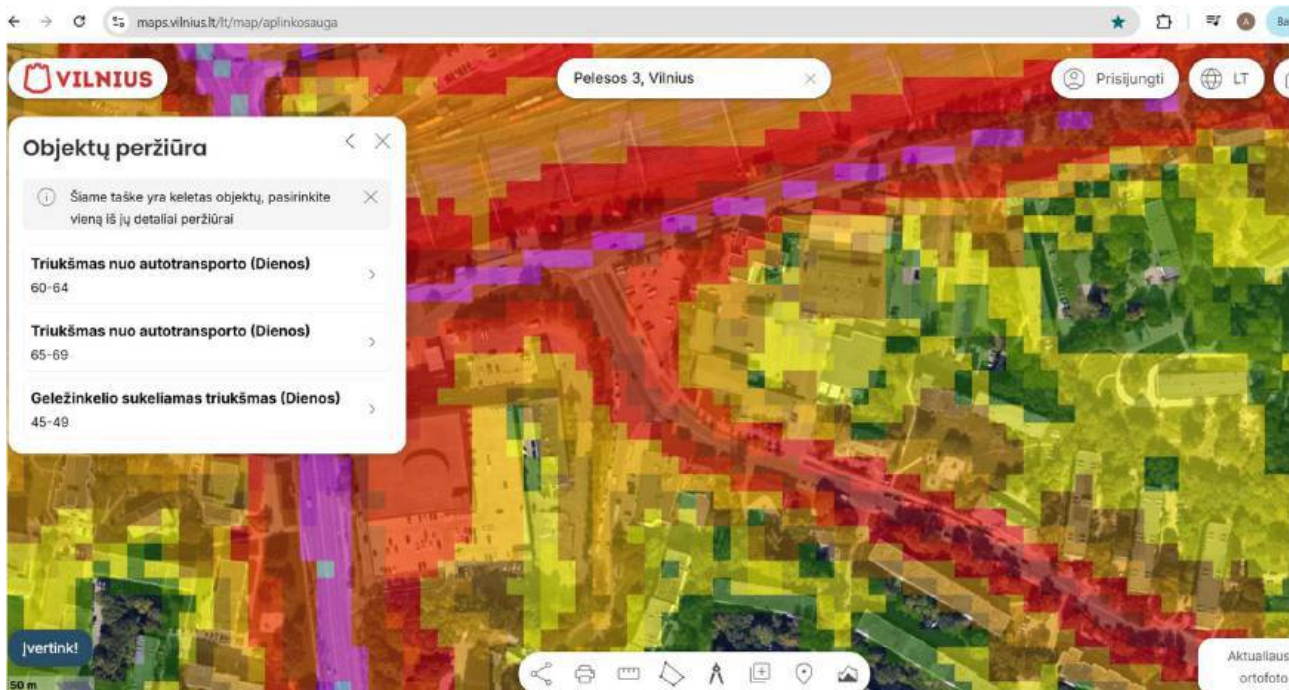 maps.vilnius.lt/lt/map/aplinkosauga
A
VILNIUS
Pelesos 3, Vilnius
Prisijungti
LT
Objektų peržiūra
Šiame taške yra keletas objektų, pasirinkite
vieną iš jų detaliai peržiūrai
Triukšmas nuo autotransporto (Dienos)
60-64
Triukšmas nuo autotransporto (Dienos)
65-69
Geležinkelio sukeliamas triukšmas (Dienos)
45-49
Įvertink!
50 m
Aktualiaus
ortofoto